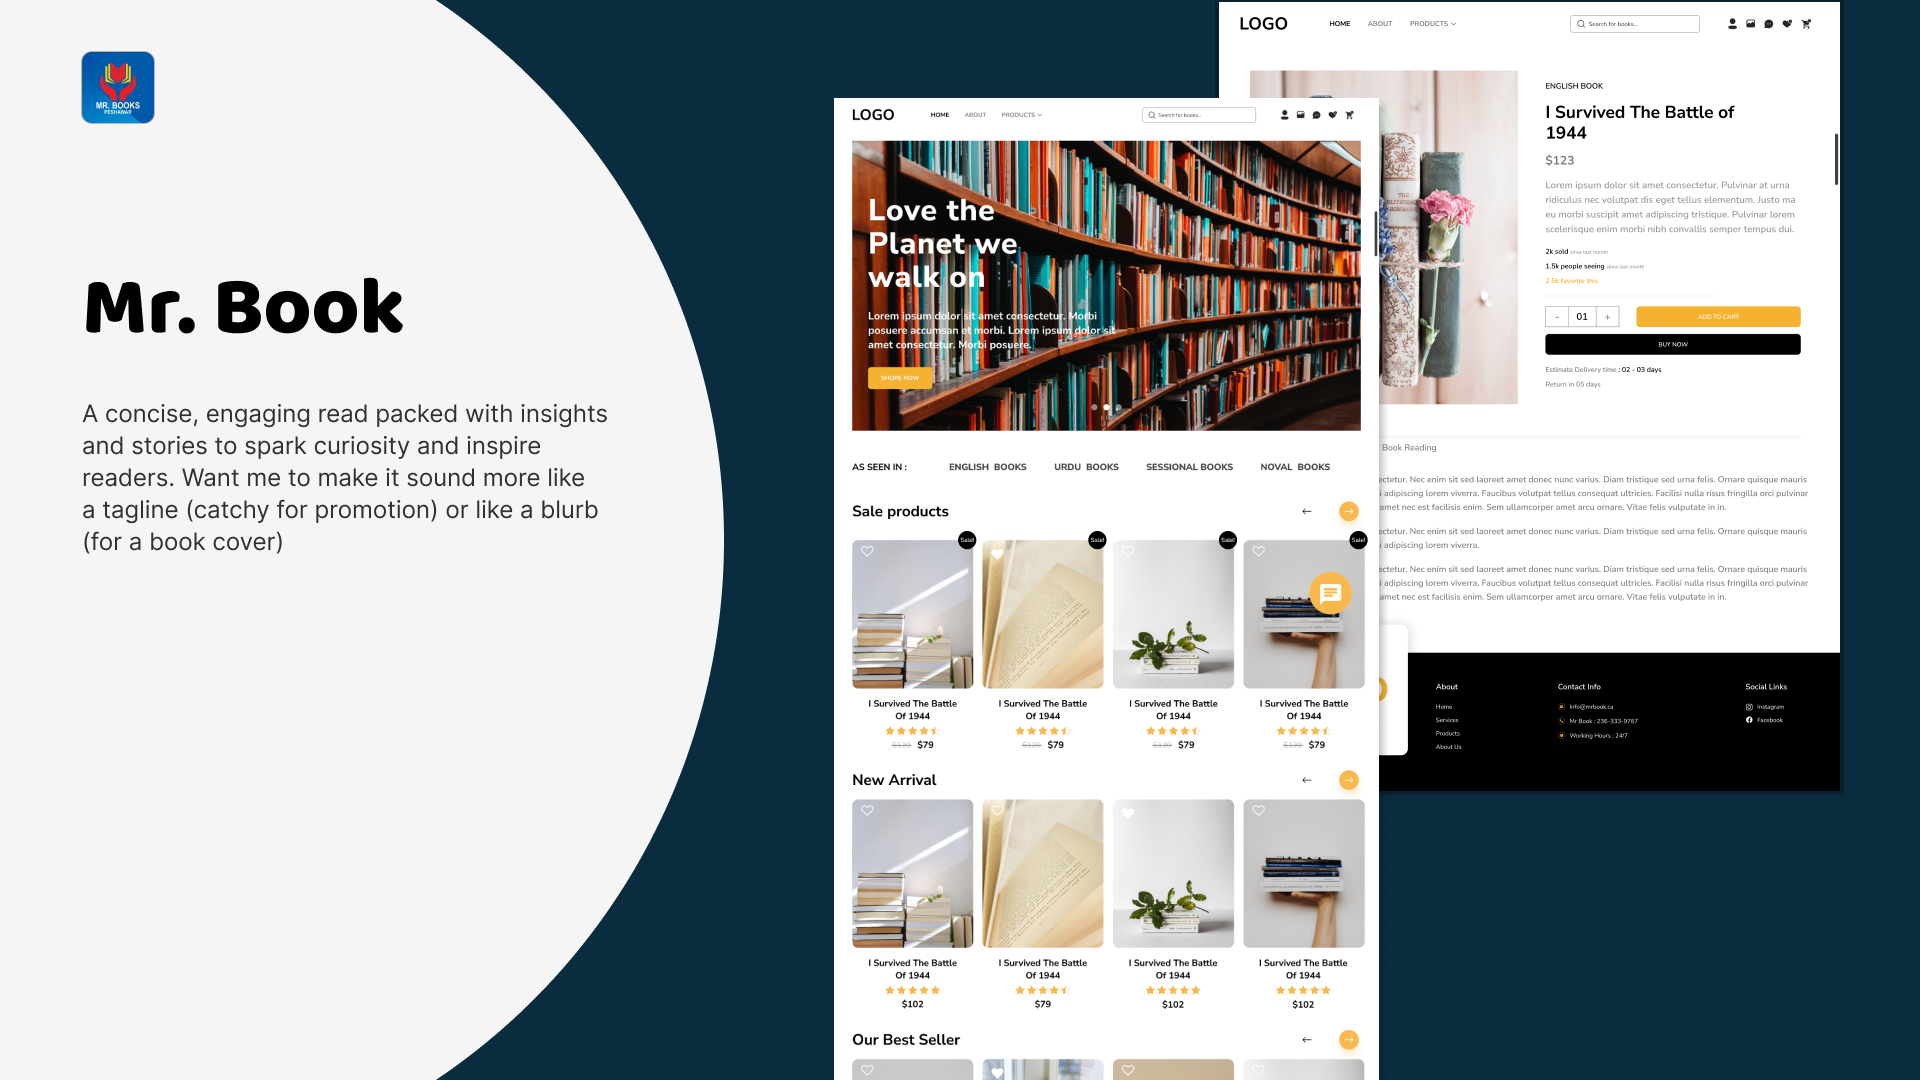 MR. BOOKS
PESHAWAR
Mr. Book
A concise, engaging read packed with insights
and stories to spark curiosity and inspire
readers. Want me to make it sound more like
a tagline (catchy for promotion) or like a blurb
(for a book cover)
LOGO
HOME ABOUT PRODUCTS
Search for books...
Love the
Planet we
walk on
Lorem ipsum dolor sit amet consectetur. Morbi
posuere accumsan et morbi. Lorem ipsum dolor sit
amet consectetur. Morbi posuere.
SHOPS NOW
AS SEEN IN : ENGLISH BOOKS URDU BOOKS SESSIONAL BOOKS NOVAL BOOKS
Sale products
Sale! Sale! Sale! Sale!
I Survived The Battle I Survived The Battle I Survived The Battle I Survived The Battle
Of 1944 Of 1944 Of 1944 Of 1944
$120 $79 $120 $79 $120 $79 $120 $79
New Arrival
I Survived The Battle I Survived The Battle I Survived The Battle I Survived The Battle
Of 1944 Of 1944 Of 1944 Of 1944
$102 $79 $102 $102
Our Best Seller
LOGO
HOME ABOUT PRODUCTS
Search for books...
ENGLISH BOOK
I Survived The Battle of
1944
$123
Lorem ipsum dolor sit amet consectetur. Pulvinar at urna
ridiculus nec volutpat dis eget tellus elementum. Justo ma
eu morbi suscipit amet adipiscing tristique. Pulvinar lorem
scelerisque enim morbi nibh convallis semper tempus dui.
2k sold since last month
1.5k people seeing since last month
2.5k favorite this
- 01 + ADD TO CART
BUY NOW
Estimate Delivery time : 02 - 03 days
Return in 05 days
Book Reading
ectetur. Nec enim sit sed laoreet amet donec nunc varius. Diam tristique sed urna felis. Ornare quisque mauris
i adipiscing lorem viverra. Faucibus volutpat tellus consequat ultricies. Facilisi nulla risus fringilla orci pulvinar
amet nec est facilisis enim. Sem ullamcorper amet arcu ornare. Vitae felis vulputate in in.
ectetur. Nec enim sit sed laoreet amet donec nunc varius. Diam tristique sed urna felis. Ornare quisque mauris
i adipiscing lorem viverra.
ectetur. Nec enim sit sed laoreet amet donec nunc varius. Diam tristique sed urna felis. Ornare quisque mauris
i adipiscing lorem viverra. Faucibus volutpat tellus consequat ultricies. Facilisi nulla risus fringilla orci pulvinar
amet nec est facilisis enim. Sem ullamcorper amet arcu ornare. Vitae felis vulputate in in.
About
Home
Services
Products
About Us
Contact Info
Info@mrbook.ca
Mr Book : 236-333-9767
Working Hours : 24/7
Social Links
Instagram
Facebook